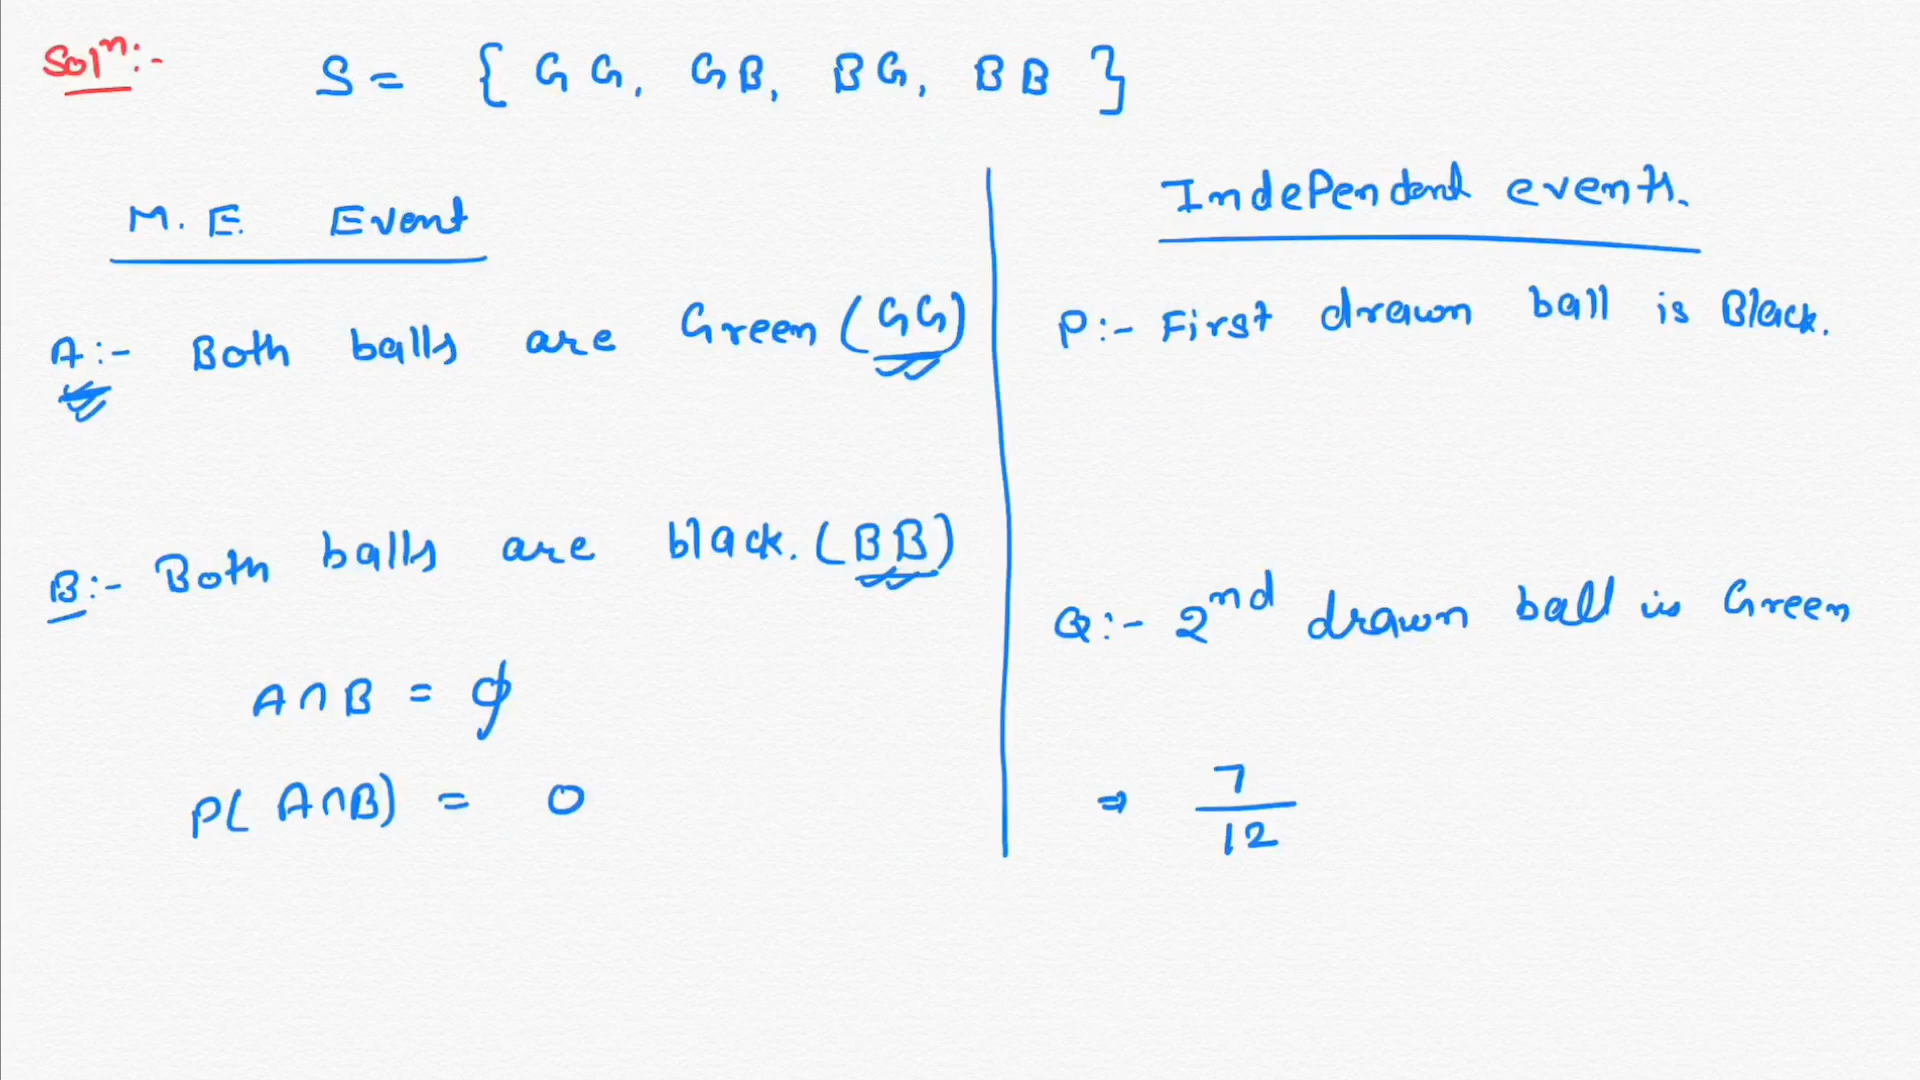 Solⁿ:-
S = { GG, GB, BG, BB }
M.E. Event
A:- Both balls are Green (GG)
B:- Both balls are black. (BB)
A∩B = ϕ
P(A∩B) = 0
Independent events.
P:- First drawn ball is Black.
Q:- 2ⁿᵈ drawn ball is Green
⇒ 7/12